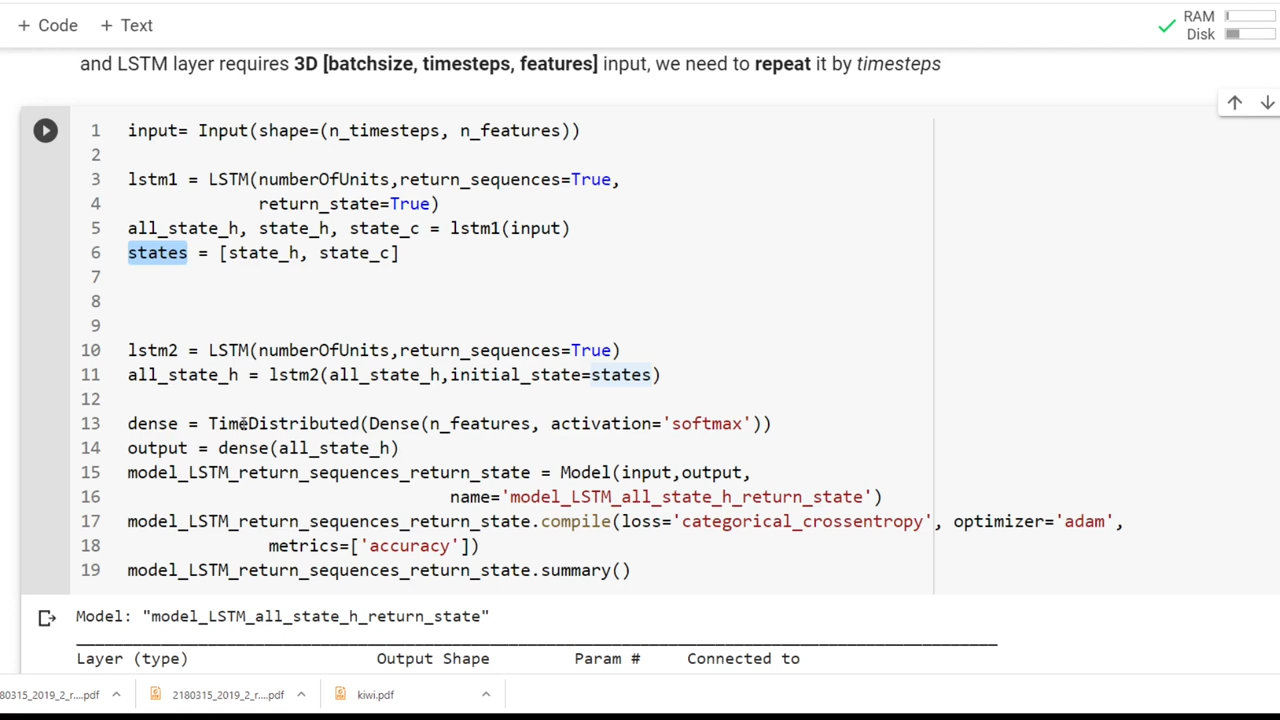 + Code + Text
RAM
Disk
and LSTM layer requires 3D [batchsize, timesteps, features] input, we need to repeat it by timesteps
1 input= Input(shape=(n_timesteps, n_features))
2
3 lstm1 = LSTM(numberOfUnits,return_sequences=True,
4 return_state=True)
5 all_state_h, state_h, state_c = lstm1(input)
6 states = [state_h, state_c]
7
8
9
10 lstm2 = LSTM(numberOfUnits,return_sequences=True)
11 all_state_h = lstm2(all_state_h,initial_state=states)
12
13 dense = TimeDistributed(Dense(n_features, activation='softmax'))
14 output = dense(all_state_h)
15 model_LSTM_return_sequences_return_state = Model(input,output,
16 name='model_LSTM_all_state_h_return_state')
17 model_LSTM_return_sequences_return_state.compile(loss='categorical_crossentropy', optimizer='adam',
18 metrics=['accuracy'])
19 model_LSTM_return_sequences_return_state.summary()
Model: "model_LSTM_all_state_h_return_state"
Layer (type) Output Shape Param # Connected to
80315_2019_2_r....pdf 2180315_2019_2_r....pdf kiwi.pdf